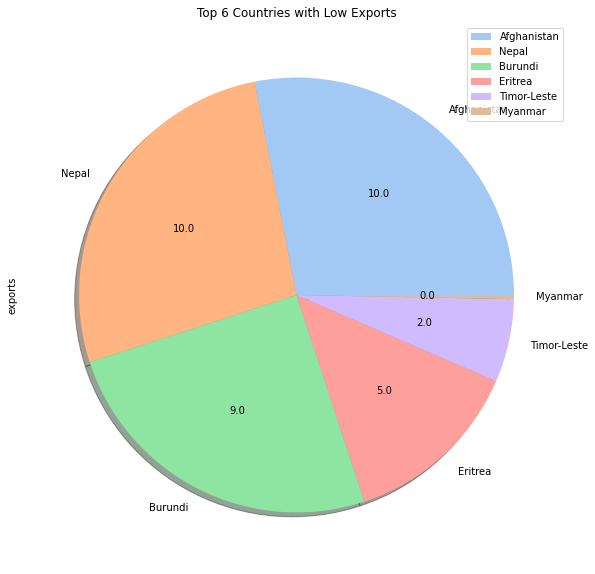 Top 6 Countries with Low Exports
Afghanistan
Nepal
Burundi
Eritrea
Timor-Leste
Myanmar
Afghanistan
Nepal
10.0
10.0
exports
0.0
Myanmar
2.0
Timor-Leste
5.0
9.0
Eritrea
Burundi